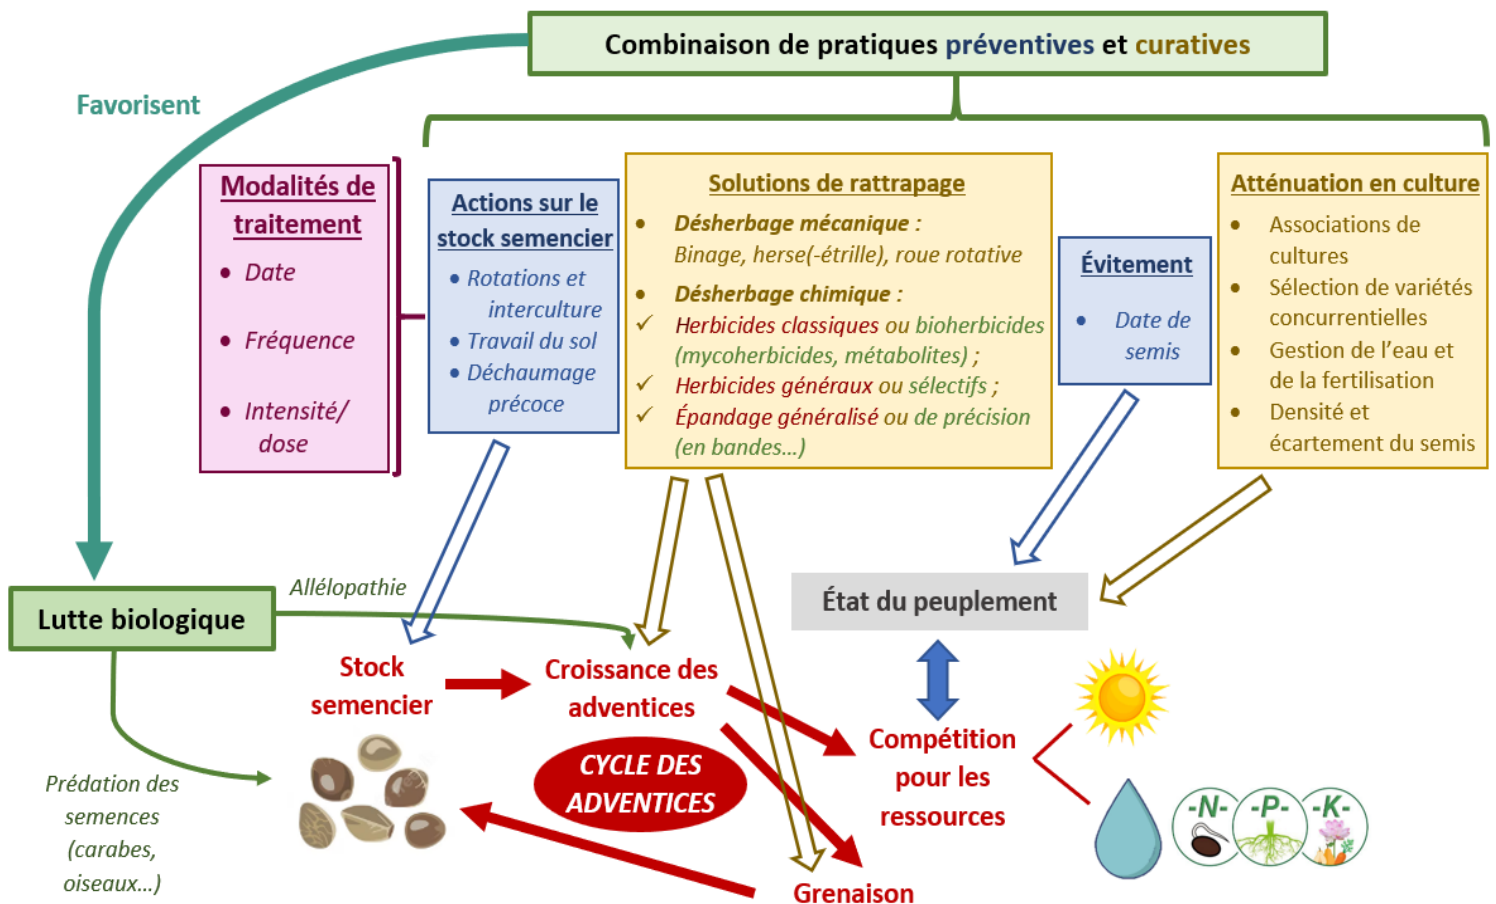 Combinaison de pratiques préventives et curatives
Favorisent
Modalités de
traitement
• Date
• Fréquence
• Intensité/
dose
Actions sur le
stock semencier
• Rotations et
interculture
• Travail du sol
• Déchaumage
précoce
Solutions de rattrapage
• Désherbage mécanique :
Binage, herse(-étrille), roue rotative
• Désherbage chimique :
✓ Herbicides classiques ou bioherbicides
(mycoherbicides, métabolites) ;
✓ Herbicides généraux ou sélectifs ;
✓ Épandage généralisé ou de précision
(en bandes...)
Évitement
• Date de
semis
Atténuation en culture
• Associations de
cultures
• Sélection de variétés
concurrentielles
• Gestion de l'eau et
de la fertilisation
• Densité et
écartement du semis
Lutte biologique
Allélopathie
État du peuplement
Stock
semencier
Croissance des
adventices
CYCLE DES
ADVENTICES
Compétition
pour les
ressources
Prédation des
semences
(carabes,
oiseaux...)
-N-
-P-
-K-
Grenaison